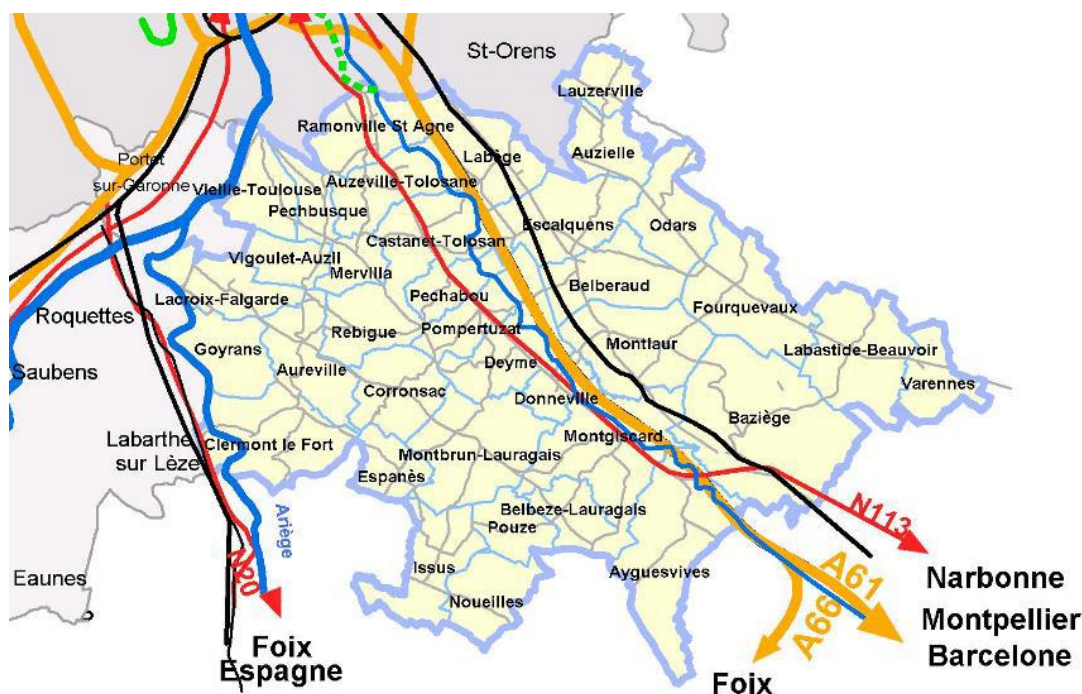 St-Orens
Lauzerville
Ramonville St Agne
Labège
Auzielle
Portet
sur-Garonne
Vieille-Toulouse
Auzeville-Tolosane
Pechbusque
Escalquens
Odars
Castanet-Tolosan
Vigoulet-Auzil
Mervilla
Belberaud
Lacroix-Falgarde
Pechabou
Fourquevaux
Roquettes
Rebigue
Pompertuzat
Montlaur
Goyrans
Labastide-Beauvoir
Saubens
Aureville
Deyme
Varennes
Corronsac
Donneville
Baziège
Labarthe
sur Lèze
Clermont le Fort
Montgiscard
Montbrun-Lauragais
Espanès
Belbeze-Lauragais
Pouze
Ariège
N113
N20
Eaunes
Issus
Ayguesvives
A61
Narbonne
Noueilles
A66
Montpellier
Foix
Espagne
Barcelone
Foix